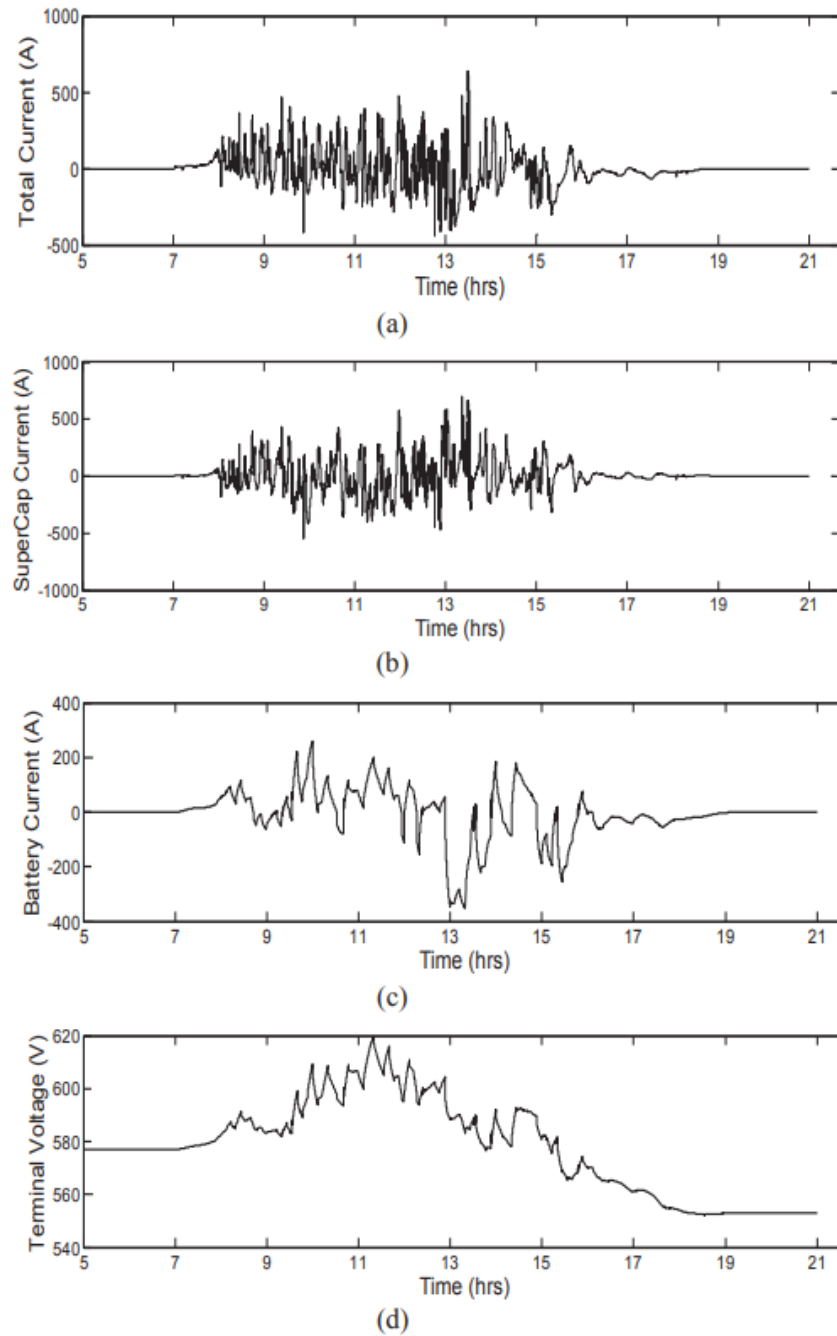 1000
500
0
-500
Total Current (A)
5 7 9 11 13 15 17 19 21
Time (hrs)
(a)
1000
500
0
-500
-1000
SuperCap Current (A)
5 7 9 11 13 15 17 19 21
Time (hrs)
(b)
400
200
0
-200
-400
Battery Current (A)
5 7 9 11 13 15 17 19 21
Time (hrs)
(c)
620
600
580
560
540
Terminal Voltage (V)
5 7 9 11 13 15 17 19 21
Time (hrs)
(d)